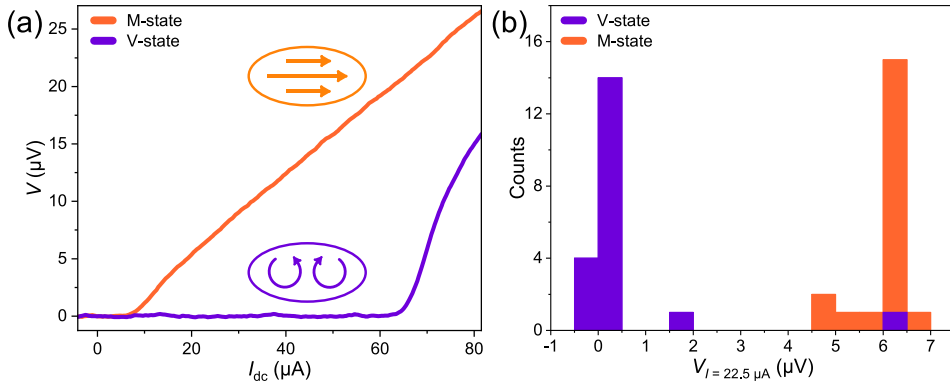 (a)
M-state
V-state
25
20
15
10
5
0
V (μV)
0
20
40
60
80
I_dc (μA)
(b)
V-state
M-state
16
12
8
4
0
Counts
-1
0
1
2
3
4
5
6
7
V_I = 22.5 μA (μV)